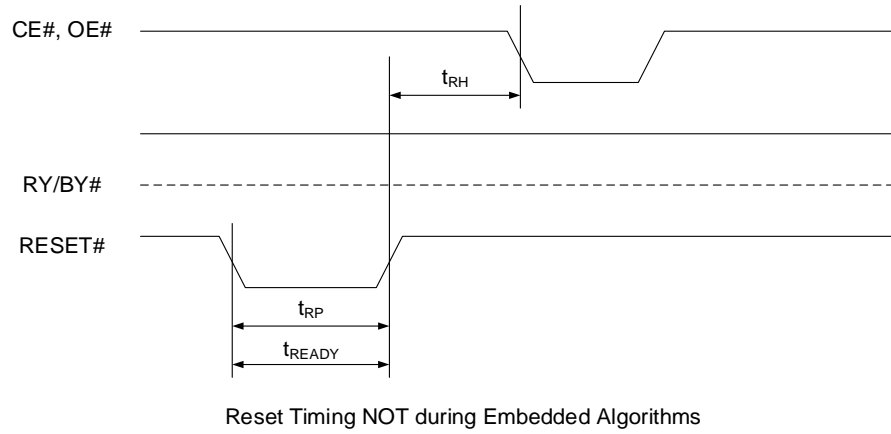 CE#, OE#
tRH
RY/BY#
RESET#
tRP
tREADY
Reset Timing NOT during Embedded Algorithms